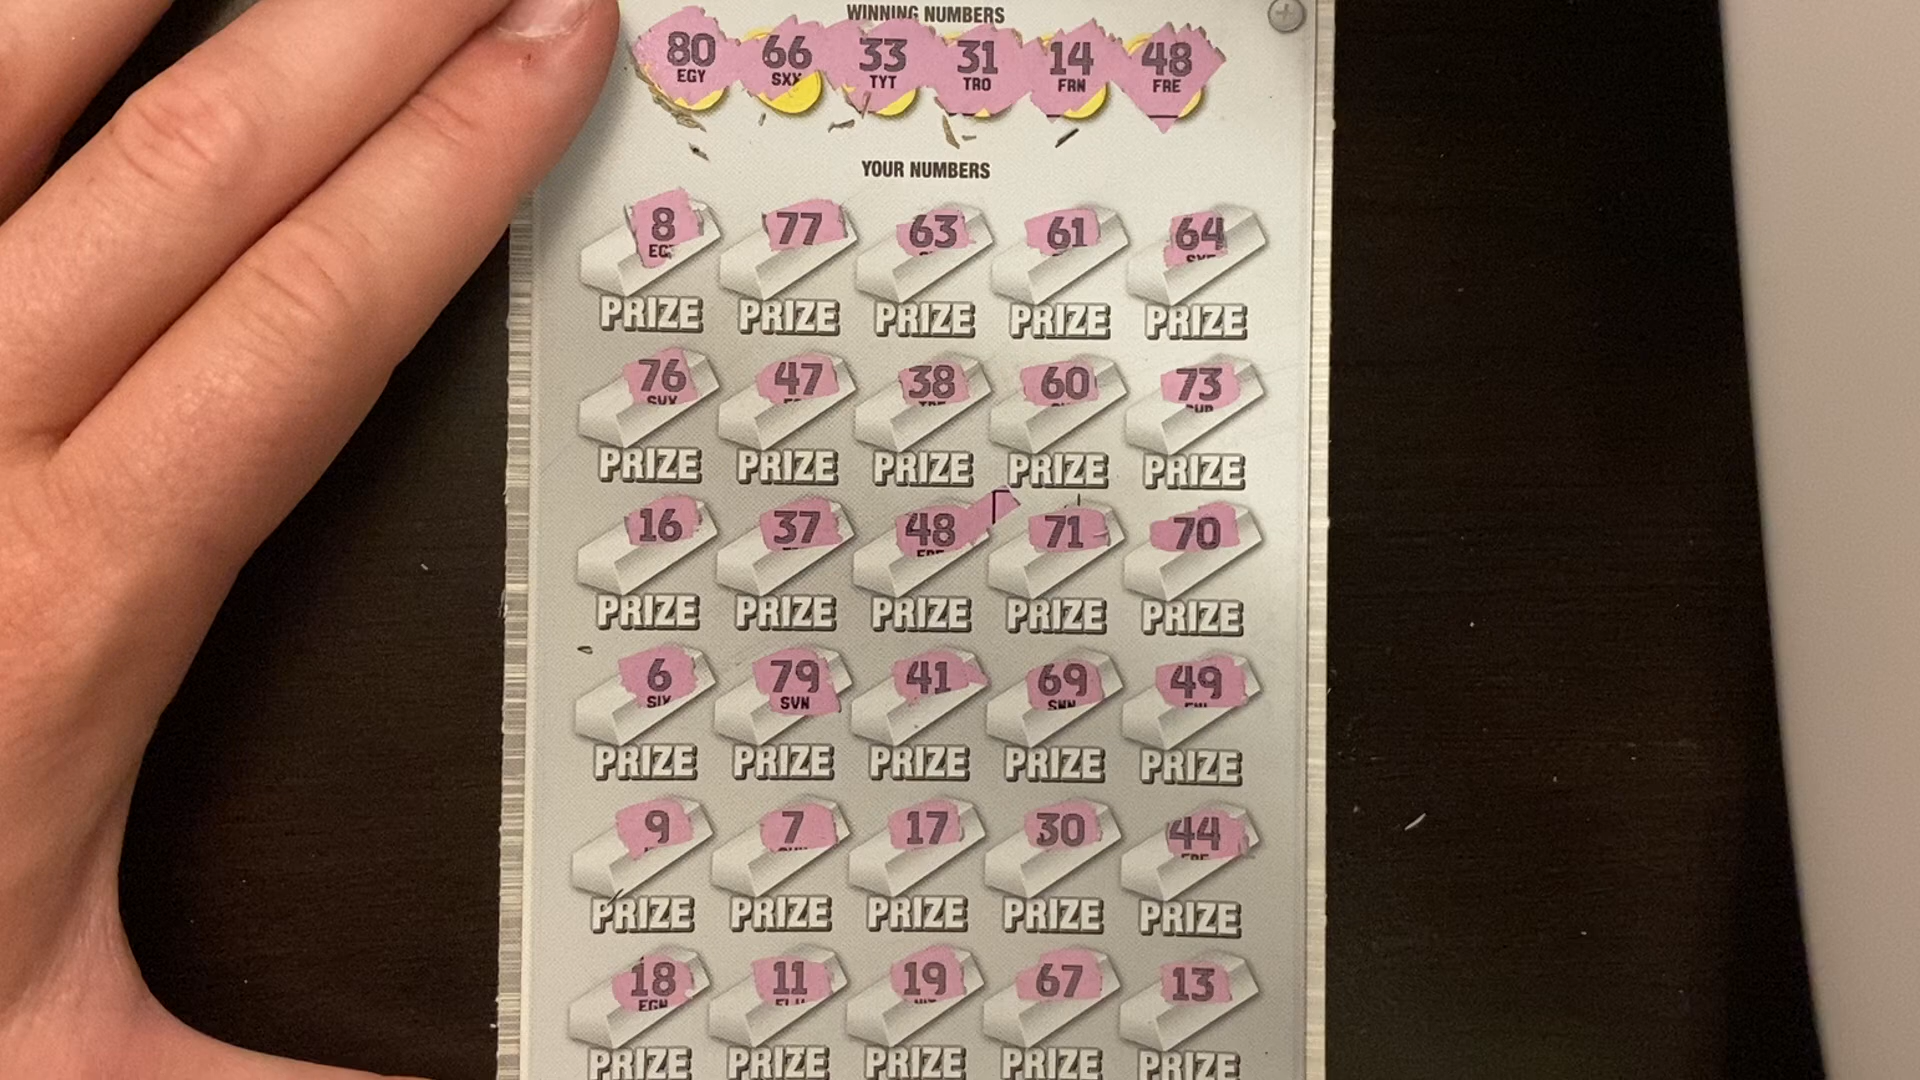 WINNING NUMBERS
80 66 33 31 14 48
EGY SXX TYT TRO FRN FRE
YOUR NUMBERS
8 77 63 61 64
PRIZE PRIZE PRIZE PRIZE PRIZE
76 47 38 60 73
PRIZE PRIZE PRIZE PRIZE PRIZE
16 37 48 71 70
PRIZE PRIZE PRIZE PRIZE PRIZE
6 79 41 69 49
SIX SVN
PRIZE PRIZE PRIZE PRIZE PRIZE
9 7 17 30 44
PRIZE PRIZE PRIZE PRIZE PRIZE
18 11 19 67 13
EGN
PRIZE PRIZE PRIZE PRIZE PRIZE